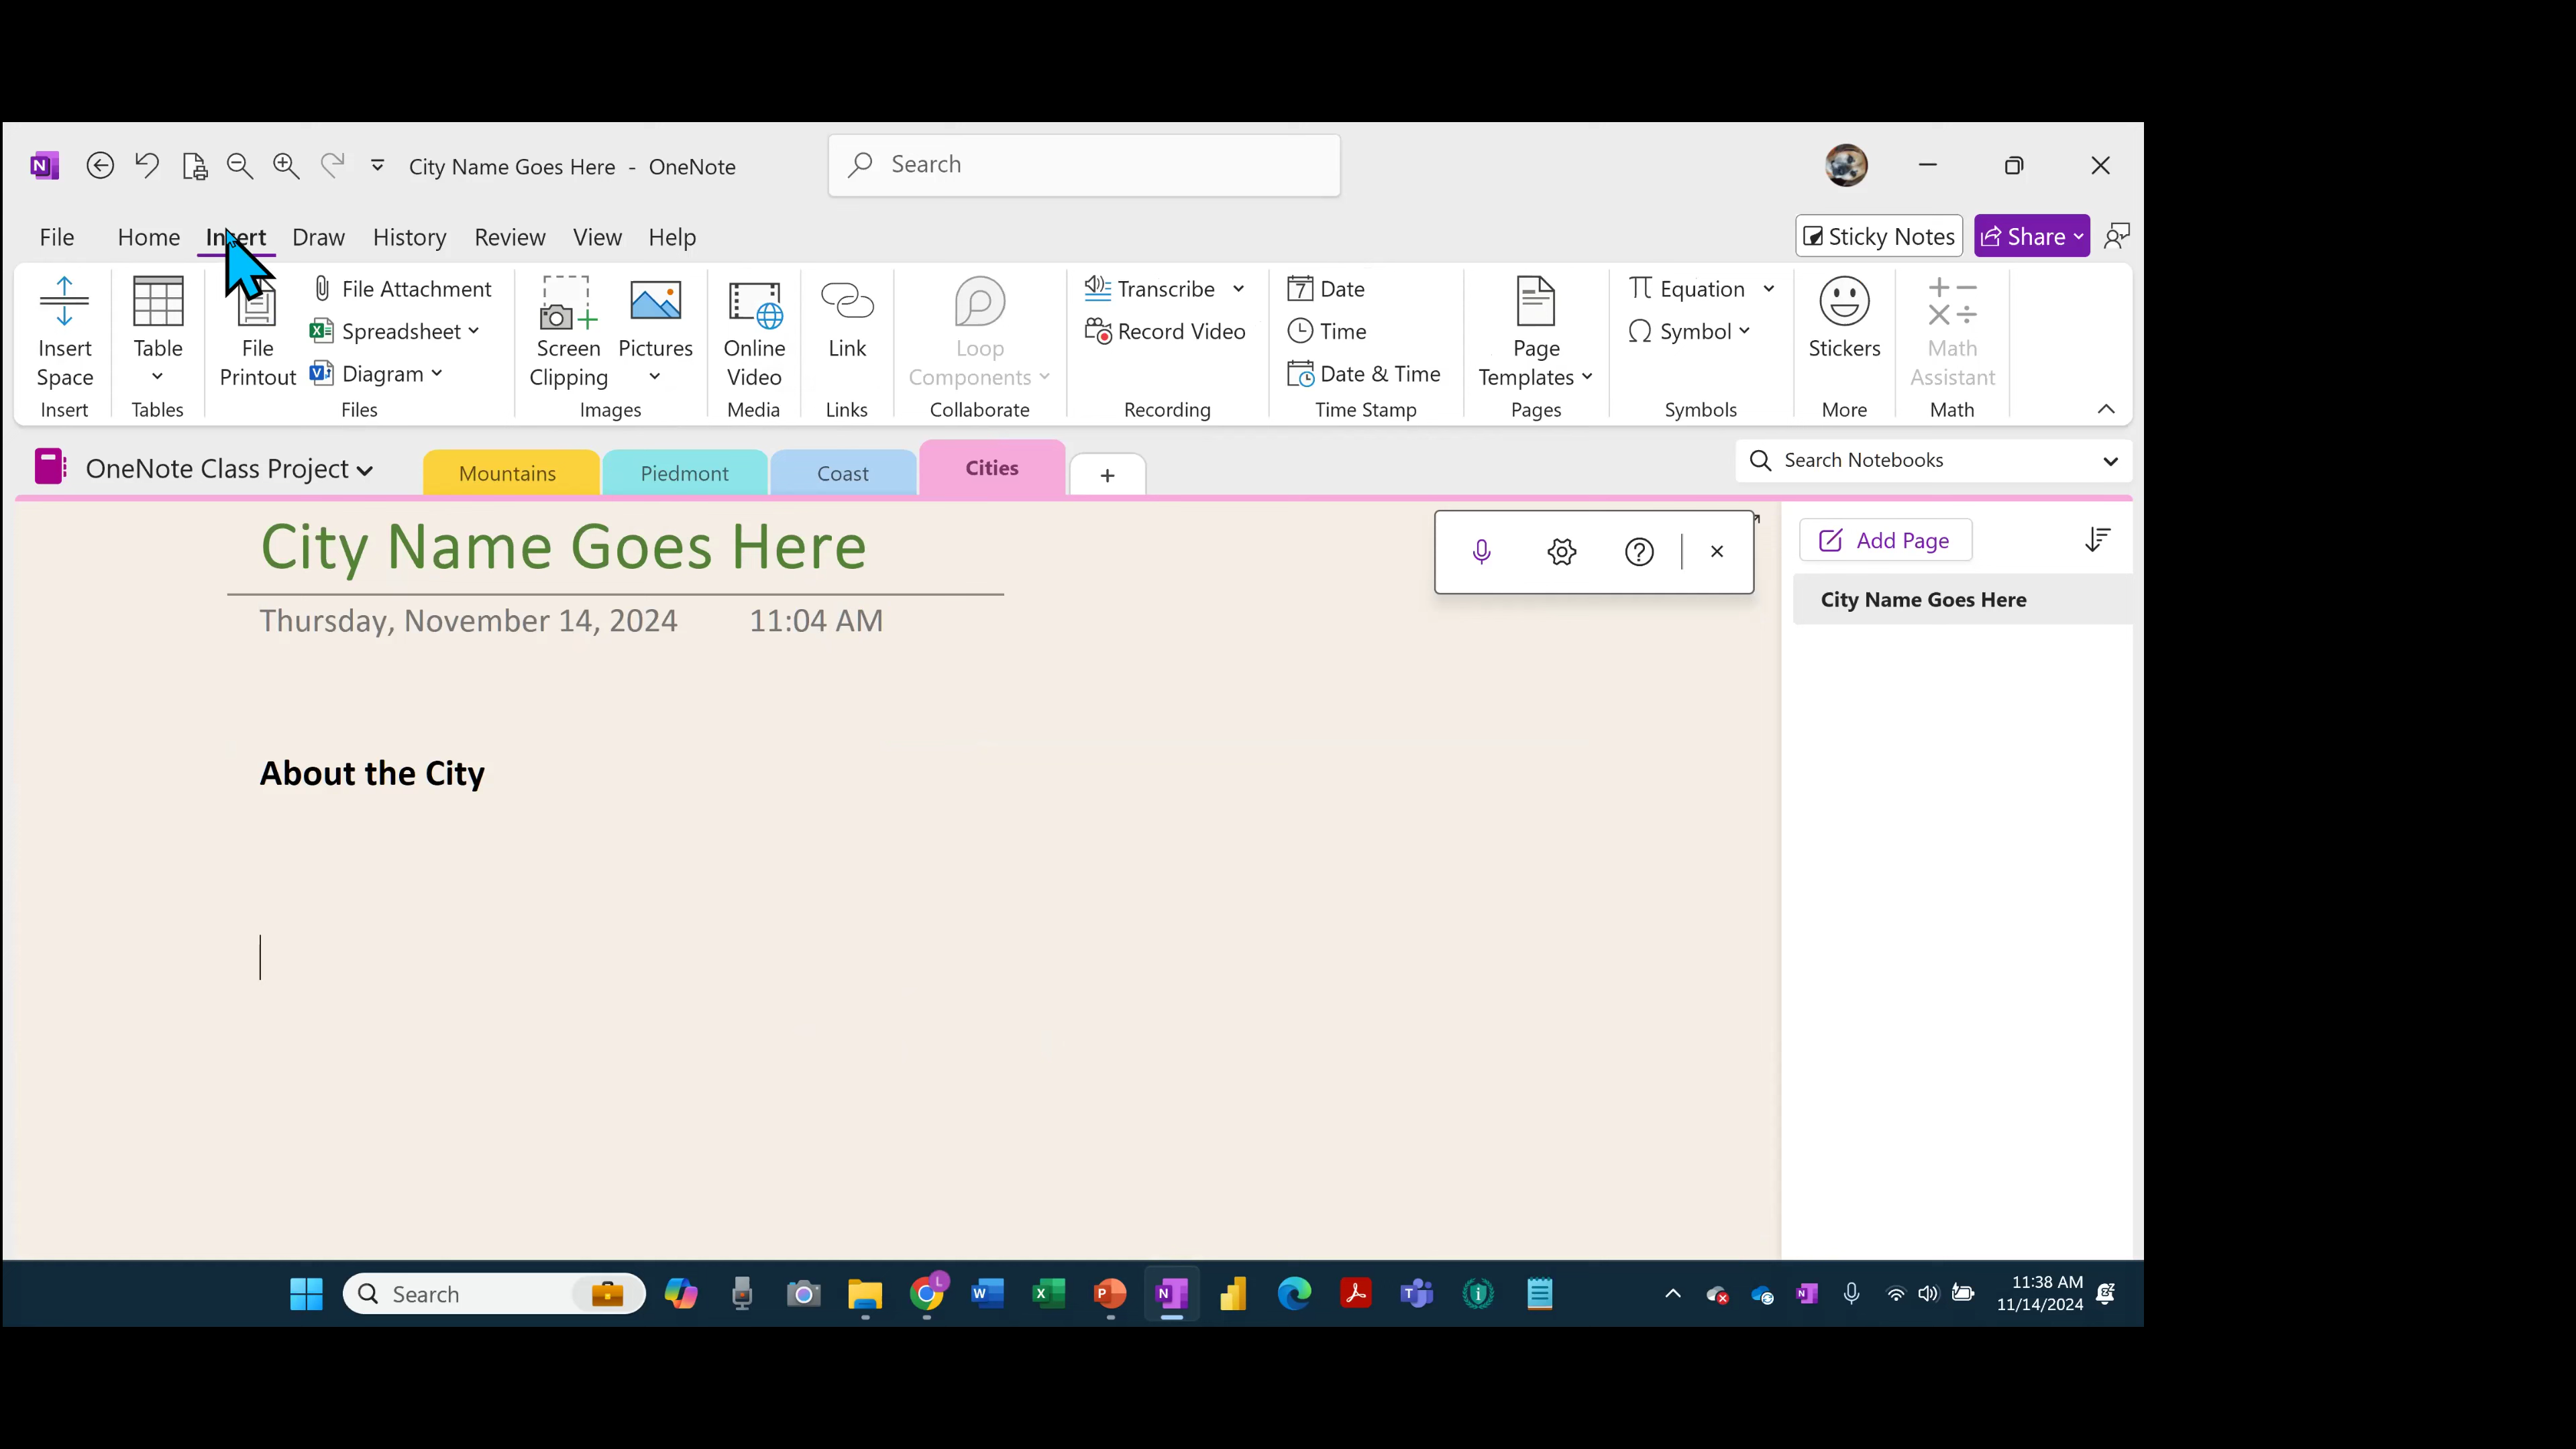 City Name Goes Here - OneNote
Search
File Home Insert Draw History Review View Help
Sticky Notes Share
Insert Space
Table
File Printout
File Attachment
Spreadsheet
Diagram
Screen Clipping
Pictures
Online Video
Link
Loop Components
Transcribe
Record Video
Date
Time
Date & Time
Page Templates
Equation
Symbol
Stickers
Math Assistant
Insert Tables Files Images Media Links Collaborate Recording Time Stamp Pages Symbols More Math
OneNote Class Project
Mountains Piedmont Coast Cities +
Search Notebooks
City Name Goes Here
Thursday, November 14, 2024 11:04 AM
About the City
Add Page
City Name Goes Here
Search
11:38 AM
11/14/2024